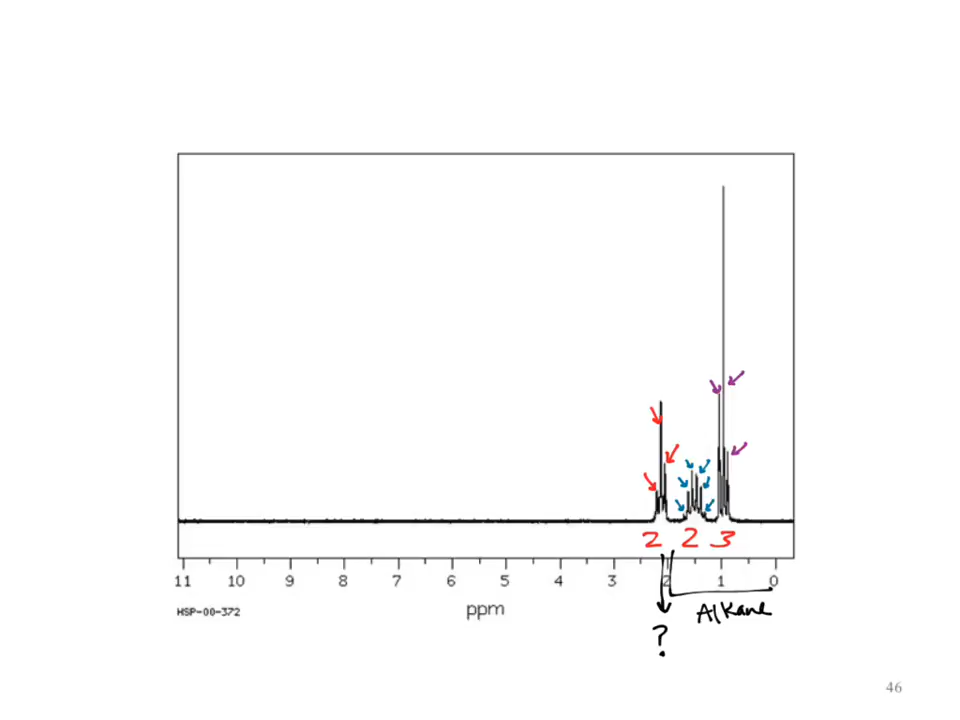 2 2 3
11 10 9 8 7 6 5 4 3 2 1 0
HSP-00-372
ppm
Alkane
?
46